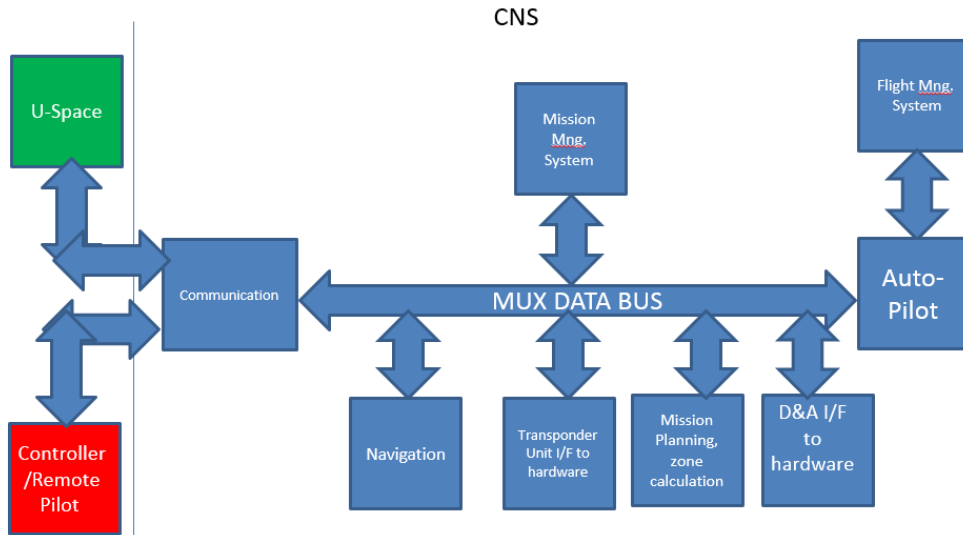 CNS
U-Space
Mission
Mng,
System
Flight Mng,
System
Communication
MUX DATA BUS
Auto-
Pilot
Controller
/Remote
Pilot
Navigation
Transponder
Unit I/F to
hardware
Mission
Planning,
zone
calculation
D&A I/F
to
hardware